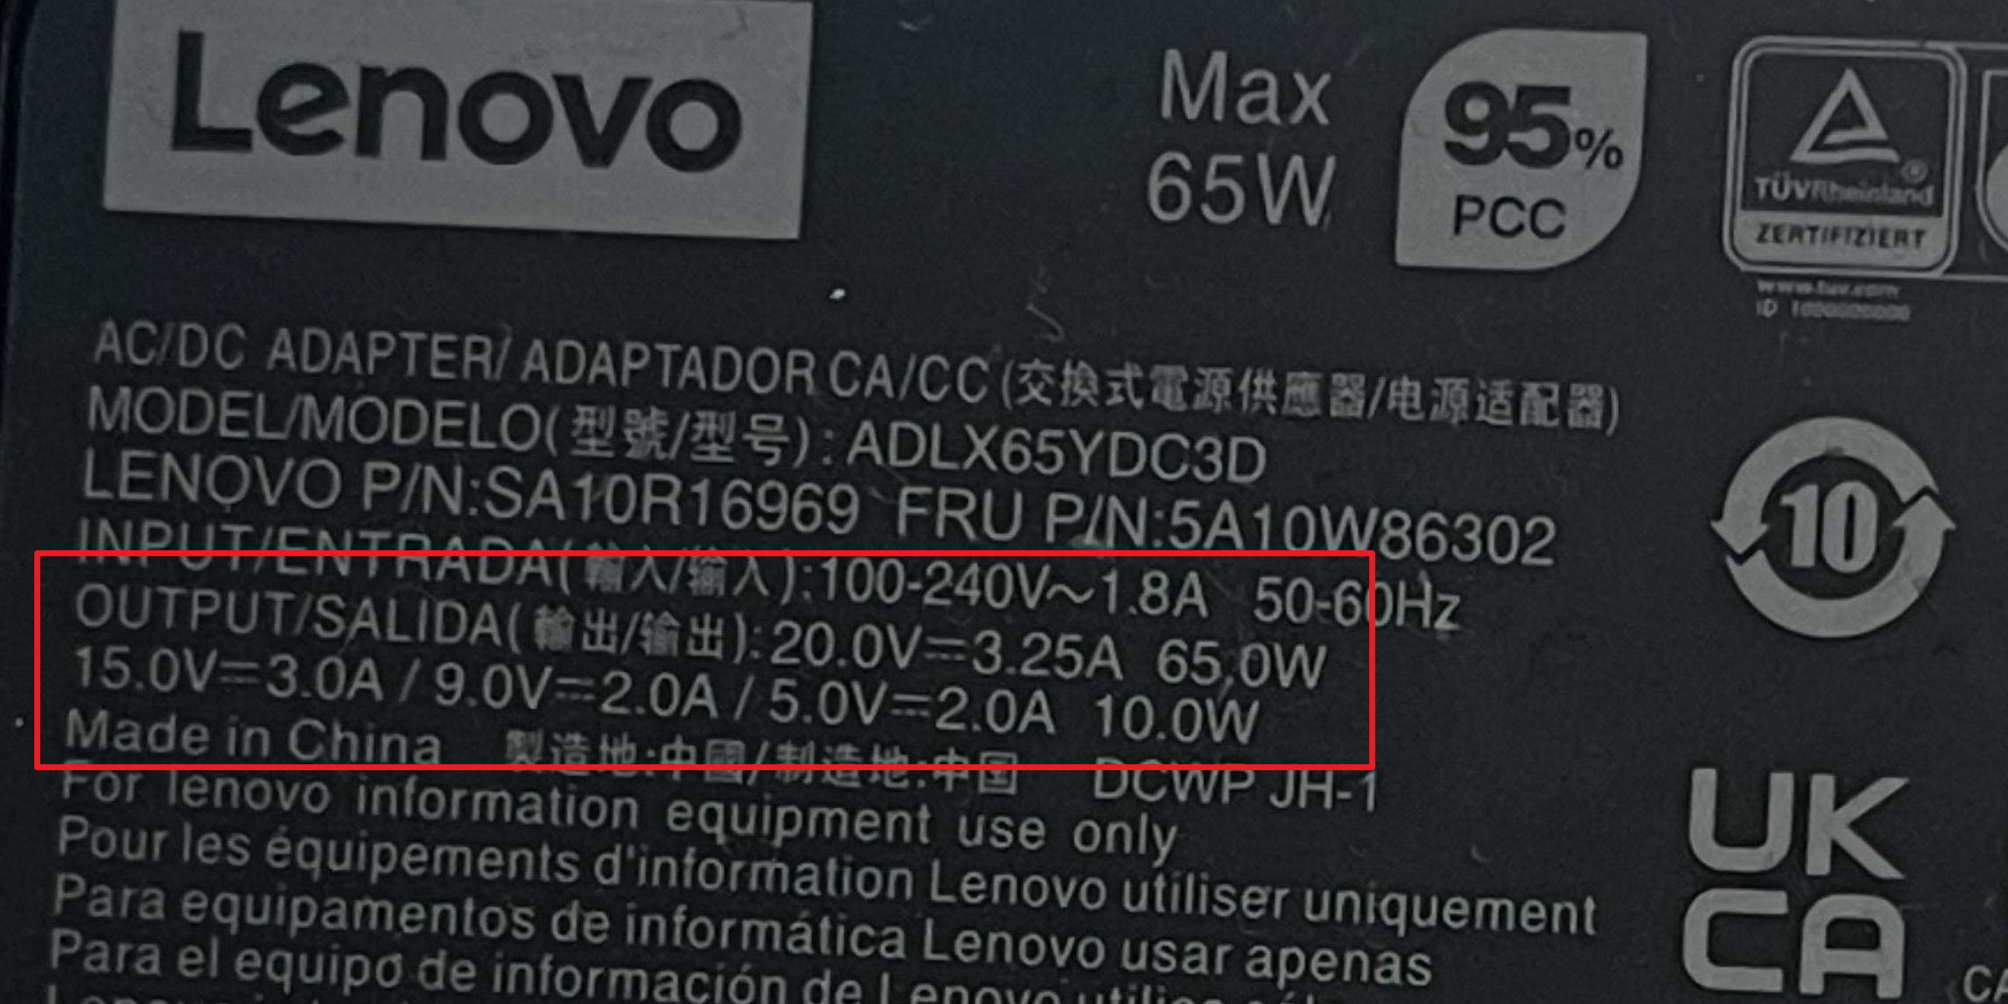 Lenovo
Max
65W
95%
PCC
TÜVRheinland
ZERTIFIZIERT
www.tuv.com
AC/DC ADAPTER/ ADAPTADOR CA/CC (交換式電源供應器/电源适配器)
MODEL/MODELO(型號/型号): ADLX65YDC3D
LENOVO P/N:SA10R16969 FRU P/N:5A10W86302
INPUT/ENTRADA(輸入/输入):100-240V~1.8A 50-60Hz
OUTPUT/SALIDA(輸出/输出):20.0V⎓3.25A 65.0W
15.0V⎓3.0A / 9.0V⎓2.0A / 5.0V⎓2.0A 10.0W
Made in China 製造地:中國/制造地:中国 DCWP JH-1
For lenovo information equipment use only
Pour les équipements d'information Lenovo utiliser uniquement
Para equipamentos de informática Lenovo usar apenas
Para el equipo de información de Lenovo
10
UK
CA